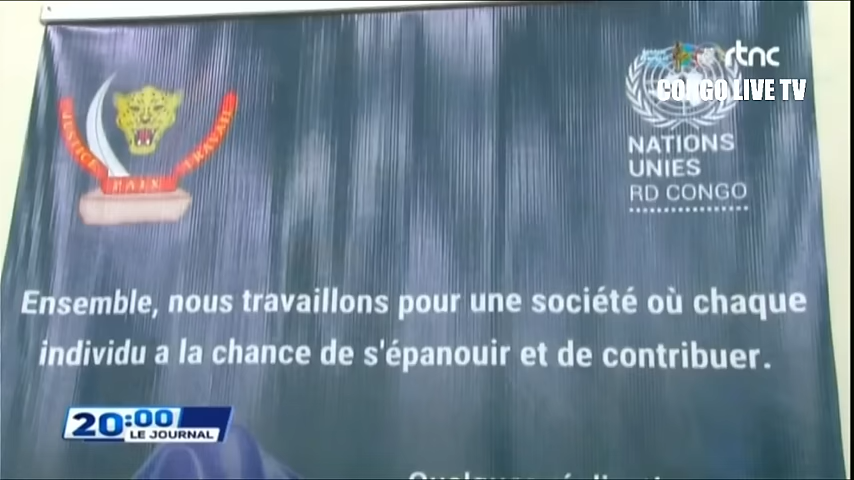 rtnc
CONGO LIVE TV
JUSTICE PAIX TRAVAIL
NATIONS
UNIES
RD CONGO
Ensemble, nous travaillons pour une société où chaque
individu a la chance de s'épanouir et de contribuer.
20:00
LE JOURNAL